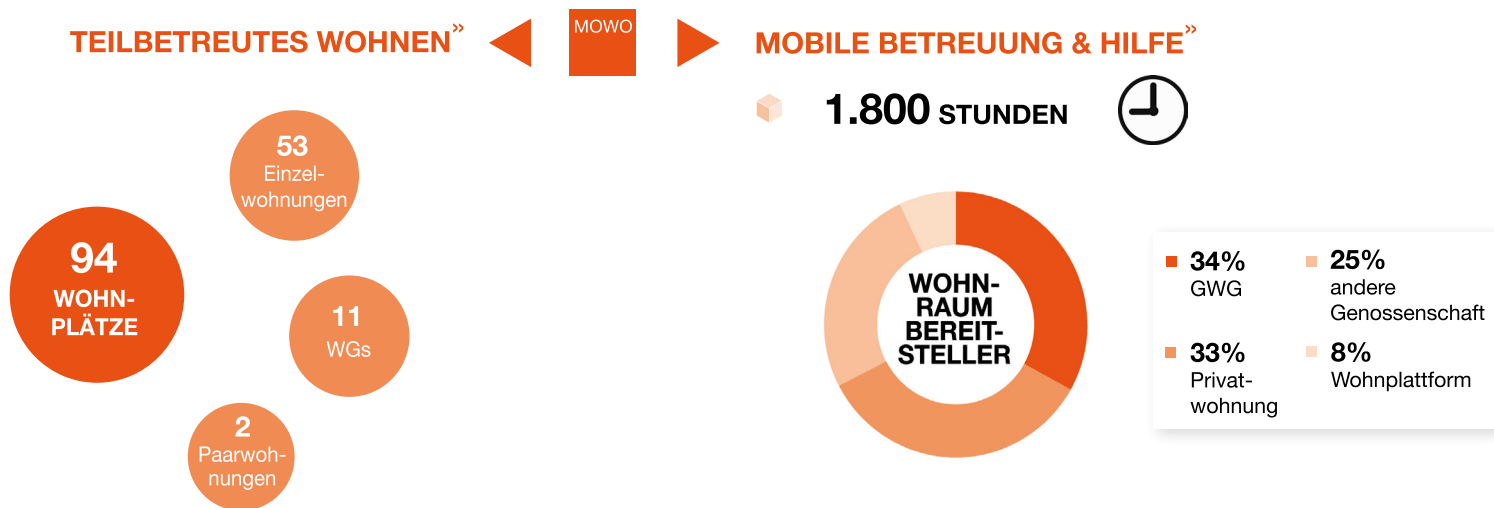 TEILBETREUTES WOHNEN»
MOWO
MOBILE BETREUUNG & HILFE»
1.800 STUNDEN
53
Einzel-
wohnungen
94
WOHN-
PLÄTZE
11
WGs
2
Paarwoh-
nungen
WOHN-
RAUM
BEREIT-
STELLER
34%
GWG
25%
andere
Genossenschaft
33%
Privat-
wohnung
8%
Wohnplattform